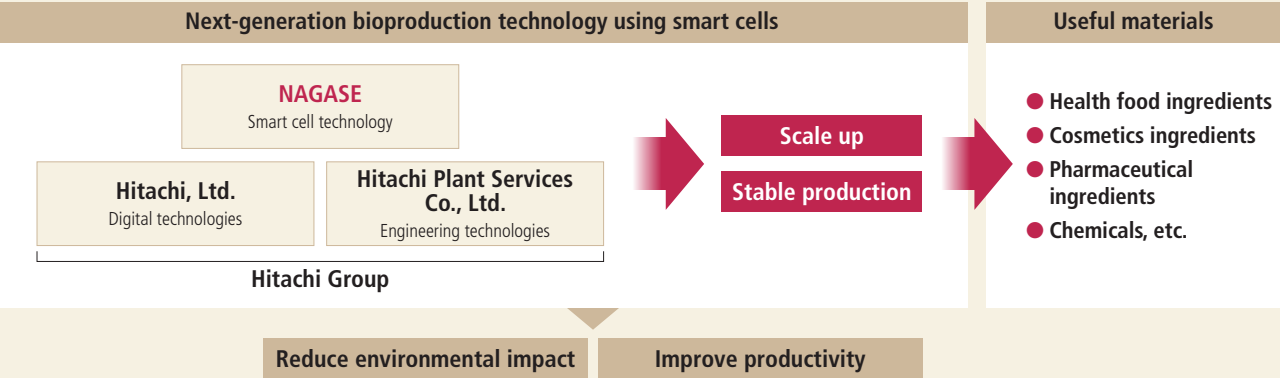 Next-generation bioproduction technology using smart cells
NAGASE
Smart cell technology
Hitachi, Ltd.
Digital technologies
Hitachi Plant Services
Co., Ltd.
Engineering technologies
Hitachi Group
Scale up
Stable production
Useful materials
● Health food ingredients
● Cosmetics ingredients
● Pharmaceutical
ingredients
● Chemicals, etc.
Reduce environmental impact
Improve productivity